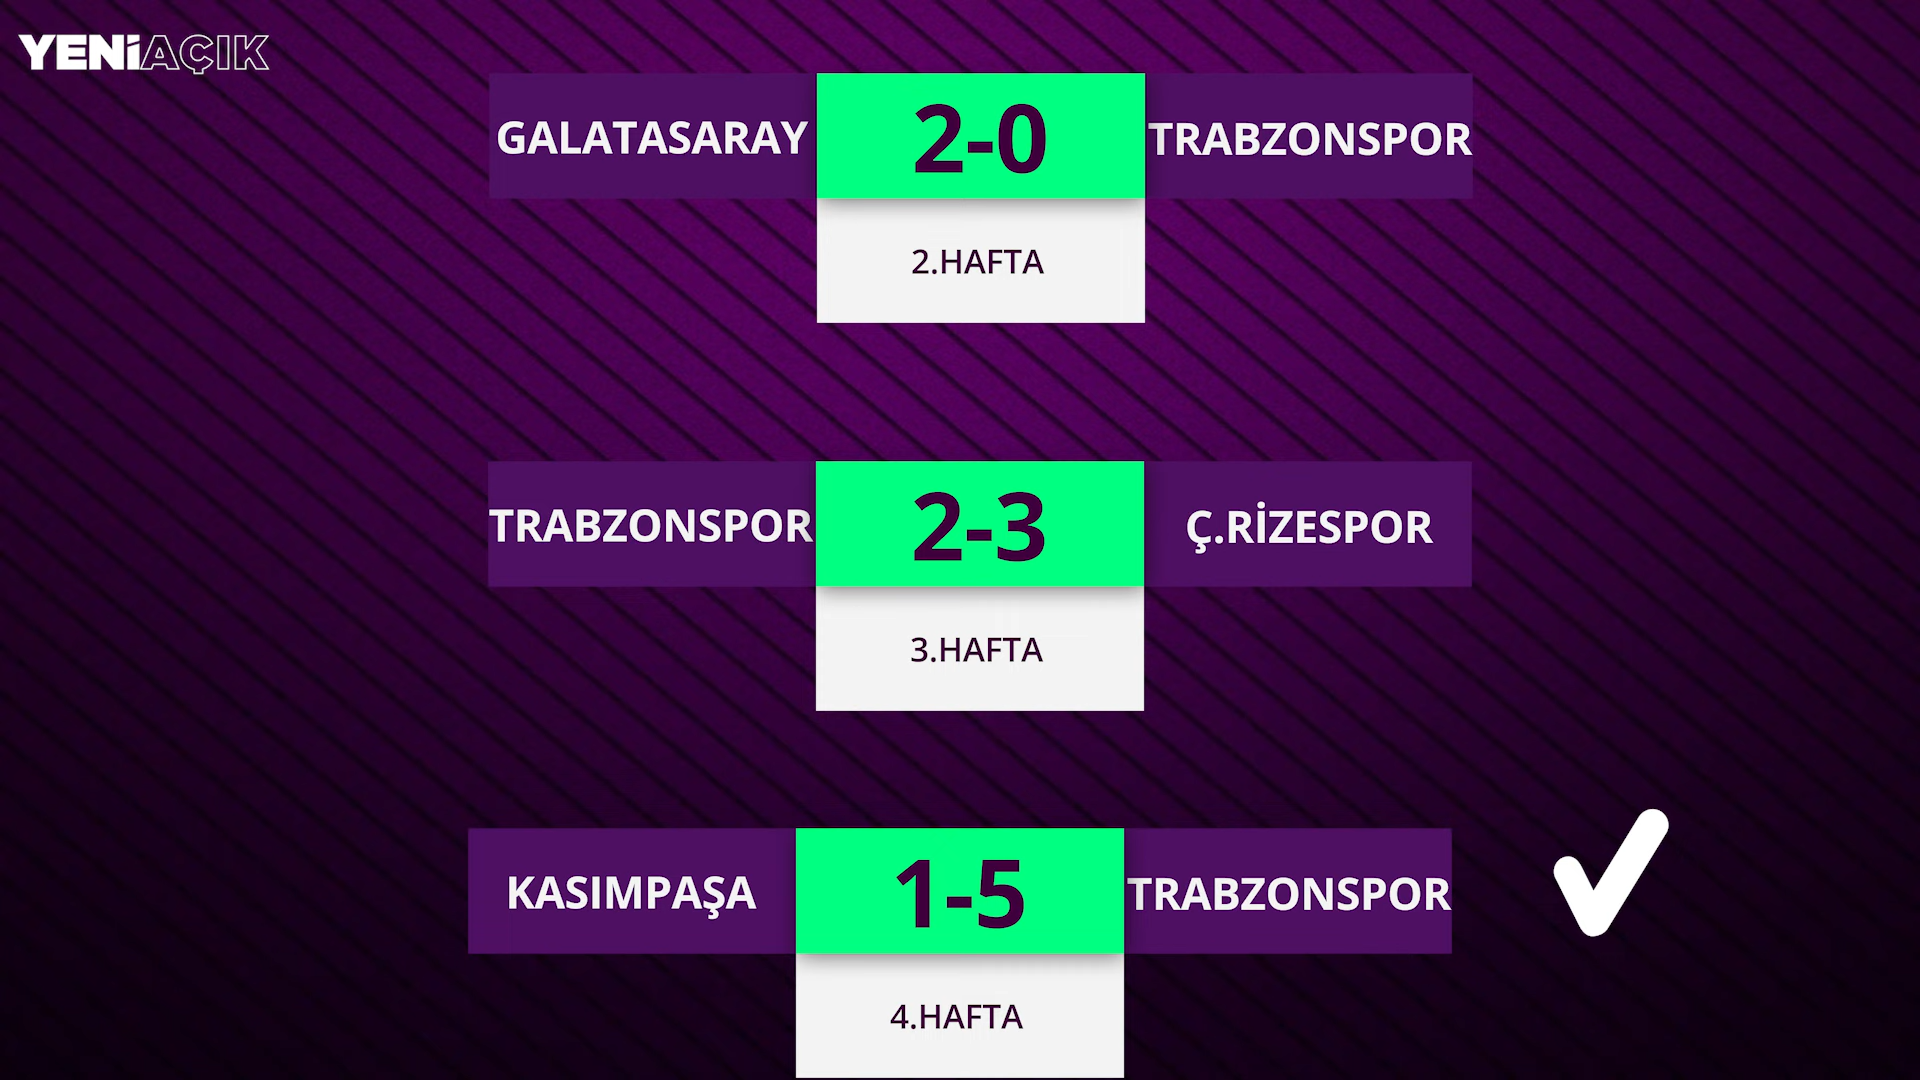 YENİAÇIK
GALATASARAY 2-0 TRABZONSPOR
2.HAFTA
TRABZONSPOR 2-3 Ç.RİZESPOR
3.HAFTA
KASIMPAŞA 1-5 TRABZONSPOR
4.HAFTA